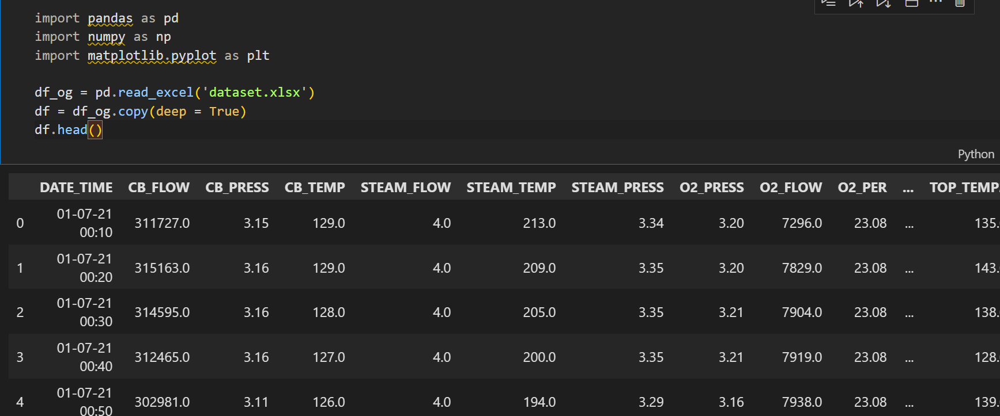 import pandas as pd
import numpy as np
import matplotlib.pyplot as plt
df_og = pd.read_excel('dataset.xlsx')
df = df_og.copy(deep = True)
df.head()
Python
DATE_TIME CB_FLOW CB_PRESS CB_TEMP STEAM_FLOW STEAM_TEMP STEAM_PRESS O2_PRESS O2_FLOW O2_PER ... TOP_TEMP
0 01-07-21 00:10 311727.0 3.15 129.0 4.0 213.0 3.34 3.20 7296.0 23.08 ... 135.
1 01-07-21 00:20 315163.0 3.16 129.0 4.0 209.0 3.35 3.20 7829.0 23.08 ... 143.
2 01-07-21 00:30 314595.0 3.16 128.0 4.0 205.0 3.35 3.21 7904.0 23.08 ... 138.
3 01-07-21 00:40 312465.0 3.16 127.0 4.0 200.0 3.35 3.21 7919.0 23.08 ... 128.
4 01-07-21 00:50 302981.0 3.11 126.0 4.0 194.0 3.29 3.16 7938.0 23.08 ... 139.